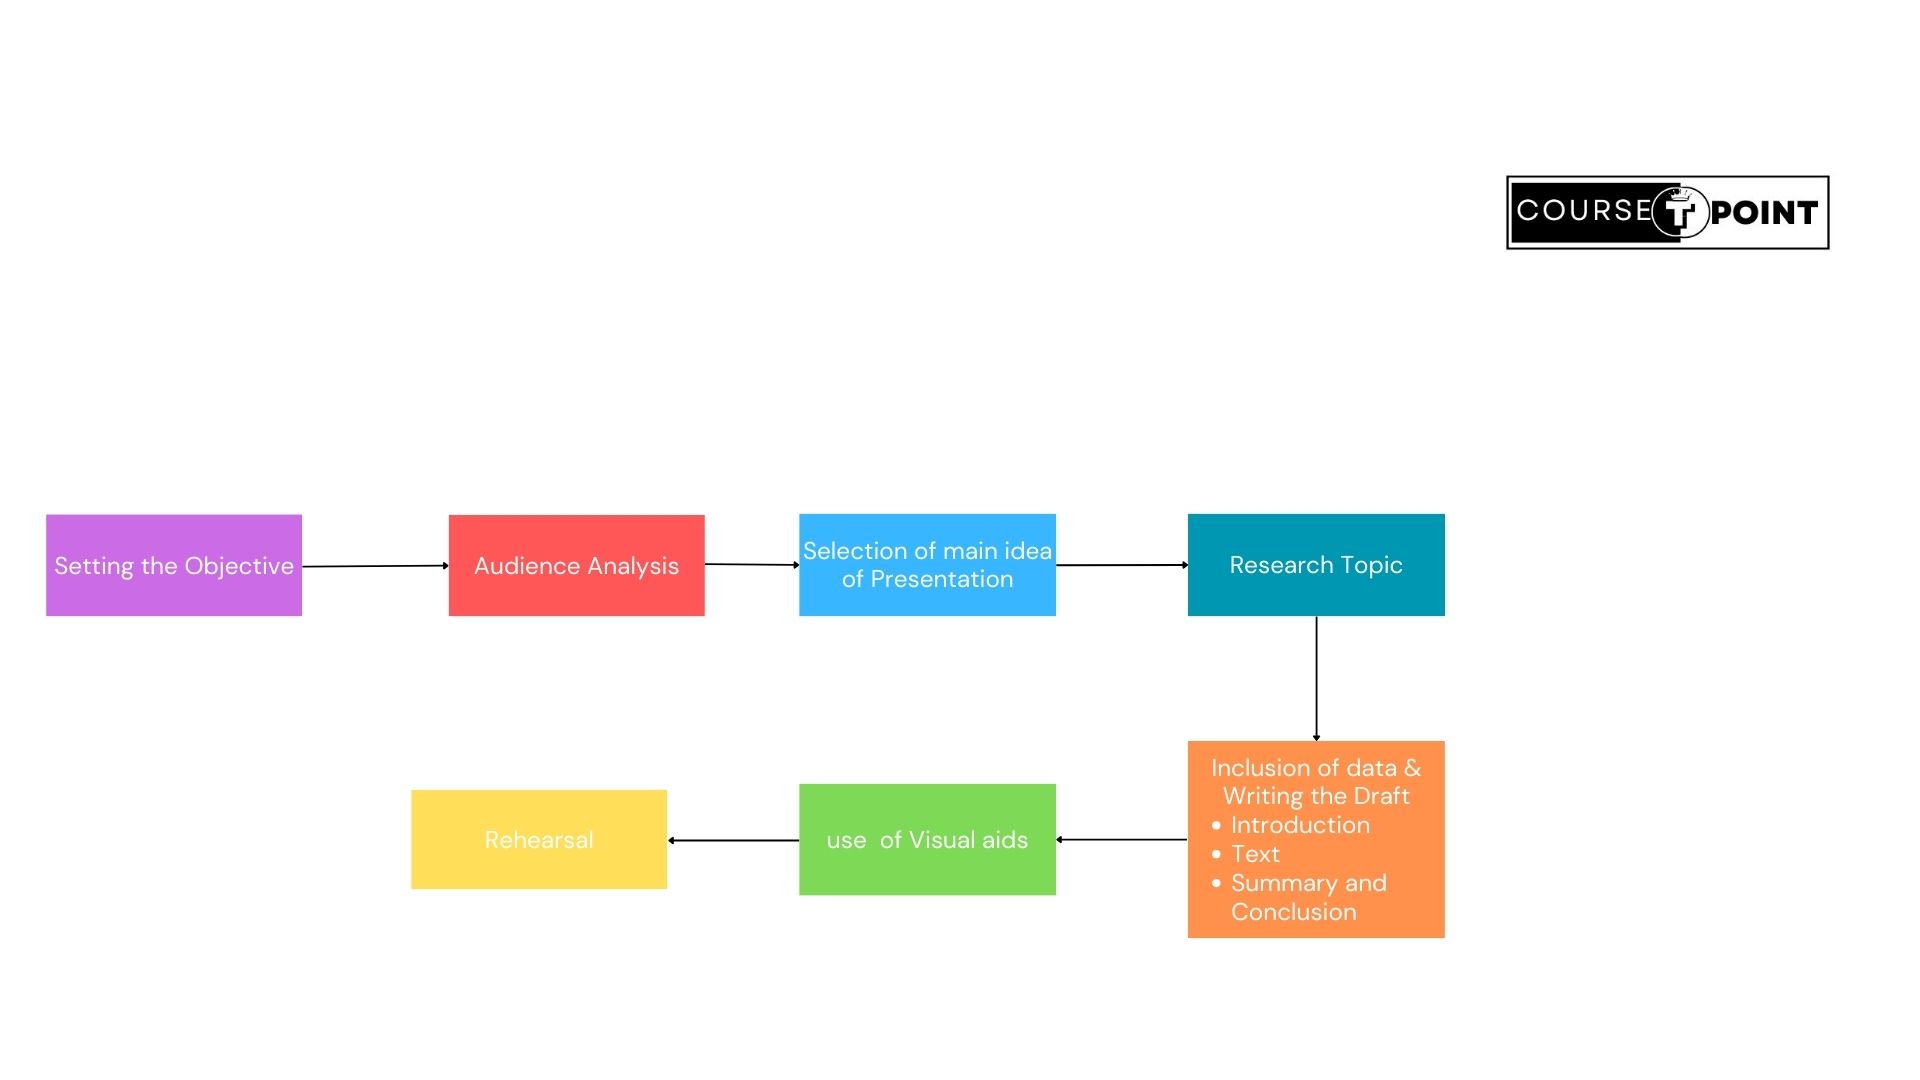 COURSE T POINT
Setting the Objective
Audience Analysis
Selection of main idea
of Presentation
Research Topic
Inclusion of data &
Writing the Draft
• Introduction
• Text
• Summary and
Conclusion
use  of Visual aids
Rehearsal